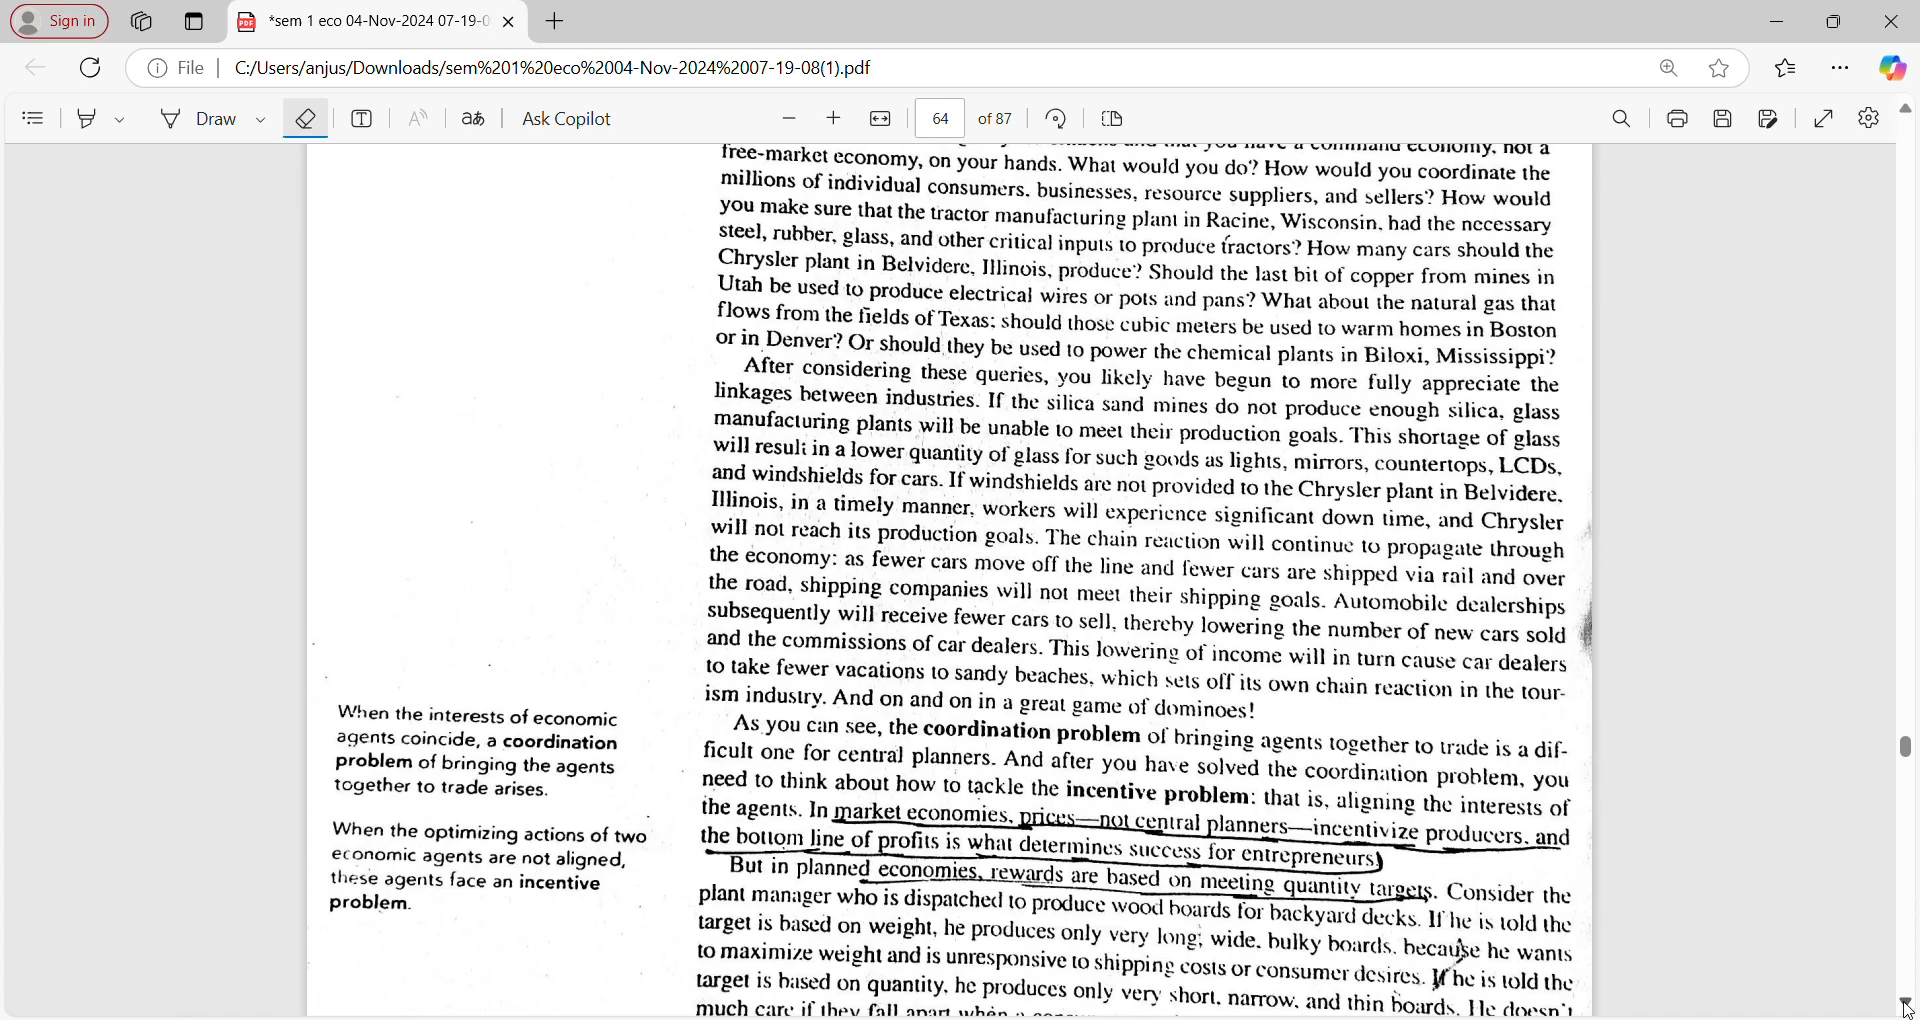 Sign in
*sem 1 eco 04-Nov-2024 07-19-0
File
C:/Users/anjus/Downloads/sem%201%20eco%2004-Nov-2024%2007-19-08(1).pdf
Draw
Ask Copilot
64 of 87
you have a command economy, not a
free-market economy, on your hands. What would you do? How would you coordinate the
millions of individual consumers, businesses, resource suppliers, and sellers? How would
you make sure that the tractor manufacturing plant in Racine, Wisconsin, had the necessary
steel, rubber, glass, and other critical inputs to produce tractors? How many cars should the
Chrysler plant in Belvidere, Illinois, produce? Should the last bit of copper from mines in
Utah be used to produce electrical wires or pots and pans? What about the natural gas that
flows from the fields of Texas: should those cubic meters be used to warm homes in Boston
or in Denver? Or should they be used to power the chemical plants in Biloxi, Mississippi?
After considering these queries, you likely have begun to more fully appreciate the
linkages between industries. If the silica sand mines do not produce enough silica, glass
manufacturing plants will be unable to meet their production goals. This shortage of glass
will result in a lower quantity of glass for such goods as lights, mirrors, countertops, LCDs,
and windshields for cars. If windshields are not provided to the Chrysler plant in Belvidere,
Illinois, in a timely manner, workers will experience significant down time, and Chrysler
will not reach its production goals. The chain reaction will continue to propagate through
the economy: as fewer cars move off the line and fewer cars are shipped via rail and over
the road, shipping companies will not meet their shipping goals. Automobile dealerships
subsequently will receive fewer cars to sell, thereby lowering the number of new cars sold
and the commissions of car dealers. This lowering of income will in turn cause car dealers
to take fewer vacations to sandy beaches, which sets off its own chain reaction in the tour-
ism industry. And on and on in a great game of dominoes!
As you can see, the coordination problem of bringing agents together to trade is a dif-
ficult one for central planners. And after you have solved the coordination problem, you
need to think about how to tackle the incentive problem: that is, aligning the interests of
the agents. In market economies, prices—not central planners—incentivize producers, and
the bottom line of profits is what determines success for entrepreneurs.
But in planned economies, rewards are based on meeting quantity targets. Consider the
plant manager who is dispatched to produce wood boards for backyard decks. If he is told the
target is based on weight, he produces only very long, wide, bulky boards, because he wants
to maximize weight and is unresponsive to shipping costs or consumer desires. If he is told the
target is based on quantity, he produces only very short, narrow, and thin boards. He doesn't
much care if they fall apart when a
When the interests of economic
agents coincide, a coordination
problem of bringing the agents
together to trade arises.
When the optimizing actions of two
economic agents are not aligned,
these agents face an incentive
problem.